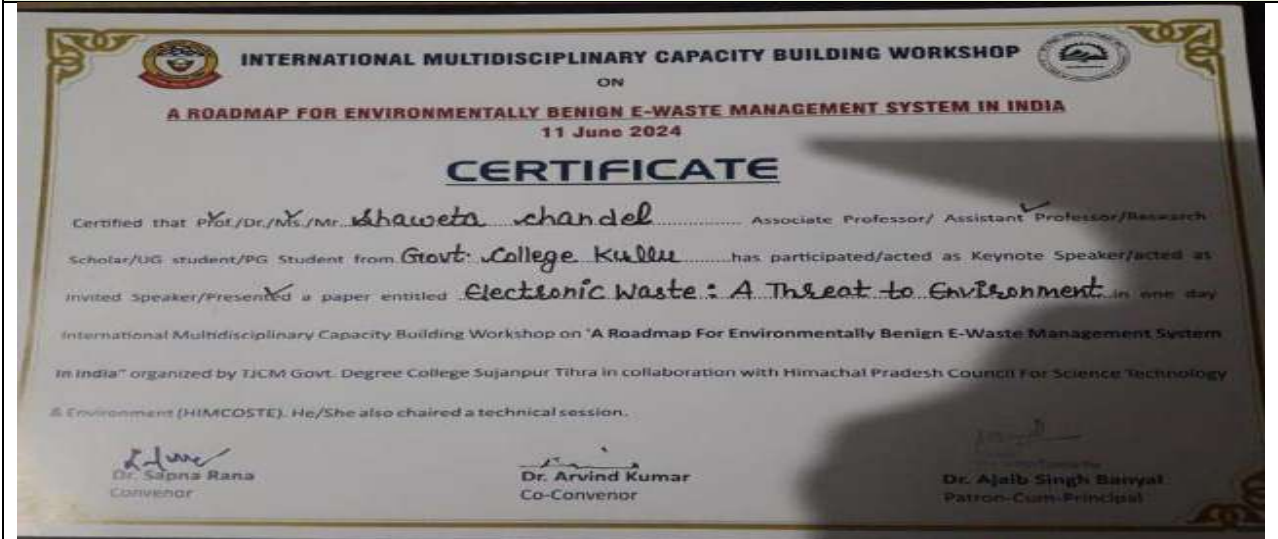 INTERNATIONAL MULTIDISCIPLINARY CAPACITY BUILDING WORKSHOP
ON
A ROADMAP FOR ENVIRONMENTALLY BENIGN E-WASTE MANAGEMENT SYSTEM IN INDIA
11 June 2024
CERTIFICATE
Certified that Prof./Dr./Ms./Mr. Shaweta Chandel Associate Professor/ Assistant Professor/Research
Scholar/UG student/PG Student from Govt. College Kullu has participated/acted as Keynote Speaker/acted as
invited Speaker/Presented a paper entitled Electronic Waste : A Threat to Environment in one day
International Multidisciplinary Capacity Building Workshop on 'A Roadmap For Environmentally Benign E-Waste Management System
In India" organized by TJCM Govt. Degree College Sujanpur Tihra in collaboration with Himachal Pradesh Council For Science Technology
& Environment (HIMCOSTE). He/She also chaired a technical session.
Dr. Sapna Rana
Convenor
Dr. Arvind Kumar
Co-Convenor
Dr. Ajaib Singh Banyal
Patron-Cum-Principal